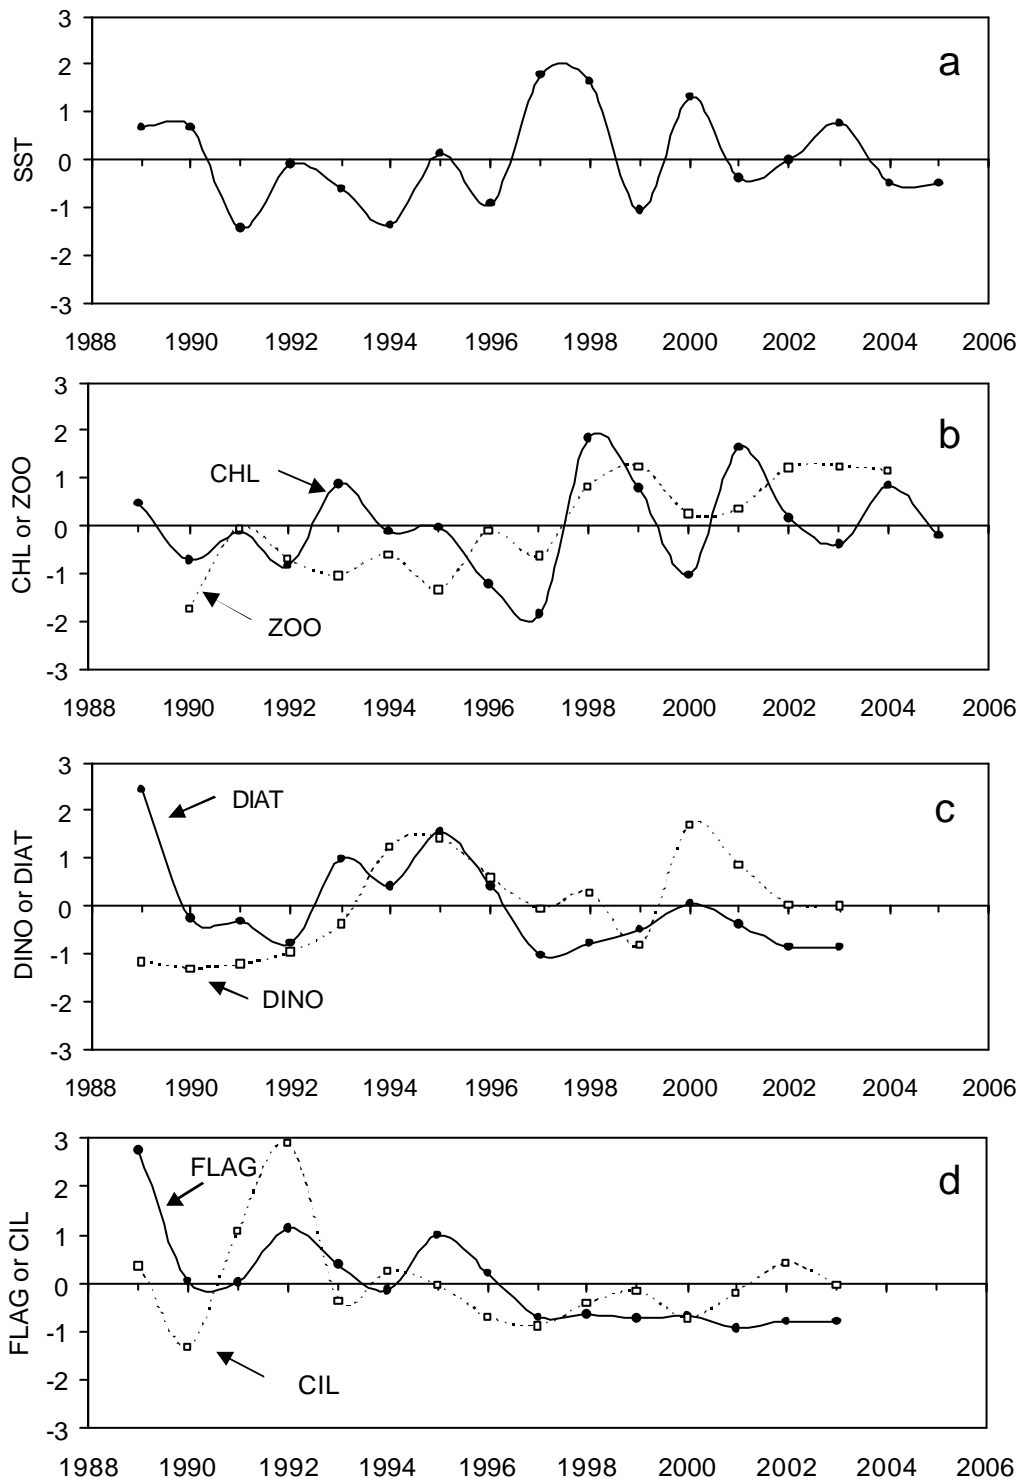 3
a
2
1
0
-1
-2
-3
SST
1988 1990 1992 1994 1996 1998 2000 2002 2004 2006
3
b
2
CHL
1
0
-1
ZOO
-2
-3
CHL or ZOO
1988 1990 1992 1994 1996 1998 2000 2002 2004 2006
3
DIAT
c
2
1
0
-1
DINO
-2
-3
DINO or DIAT
1988 1990 1992 1994 1996 1998 2000 2002 2004 2006
3
FLAG
d
2
1
0
-1
-2
CIL
-3
FLAG or CIL
1988 1990 1992 1994 1996 1998 2000 2002 2004 2006